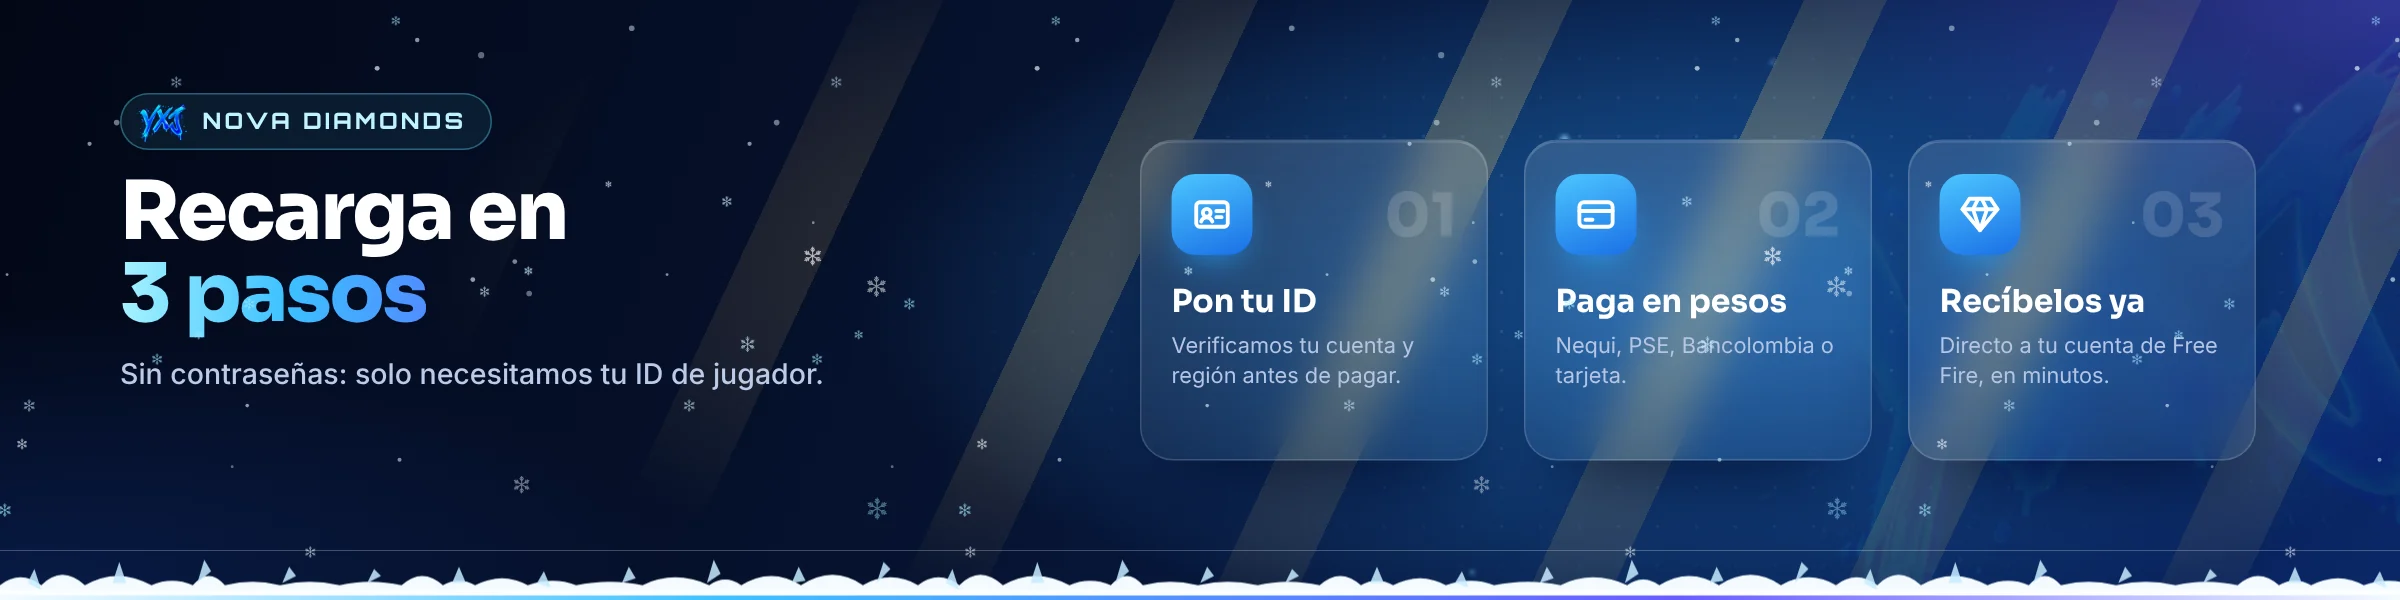 YXJ NOVA DIAMONDS
Recarga en
3 pasos
Sin contraseñas: solo necesitamos tu ID de jugador.
01
Pon tu ID
Verificamos tu cuenta y
región antes de pagar.
02
Paga en pesos
Nequi, PSE, Bancolombia o
tarjeta.
03
Recíbelos ya
Directo a tu cuenta de Free
Fire, en minutos.